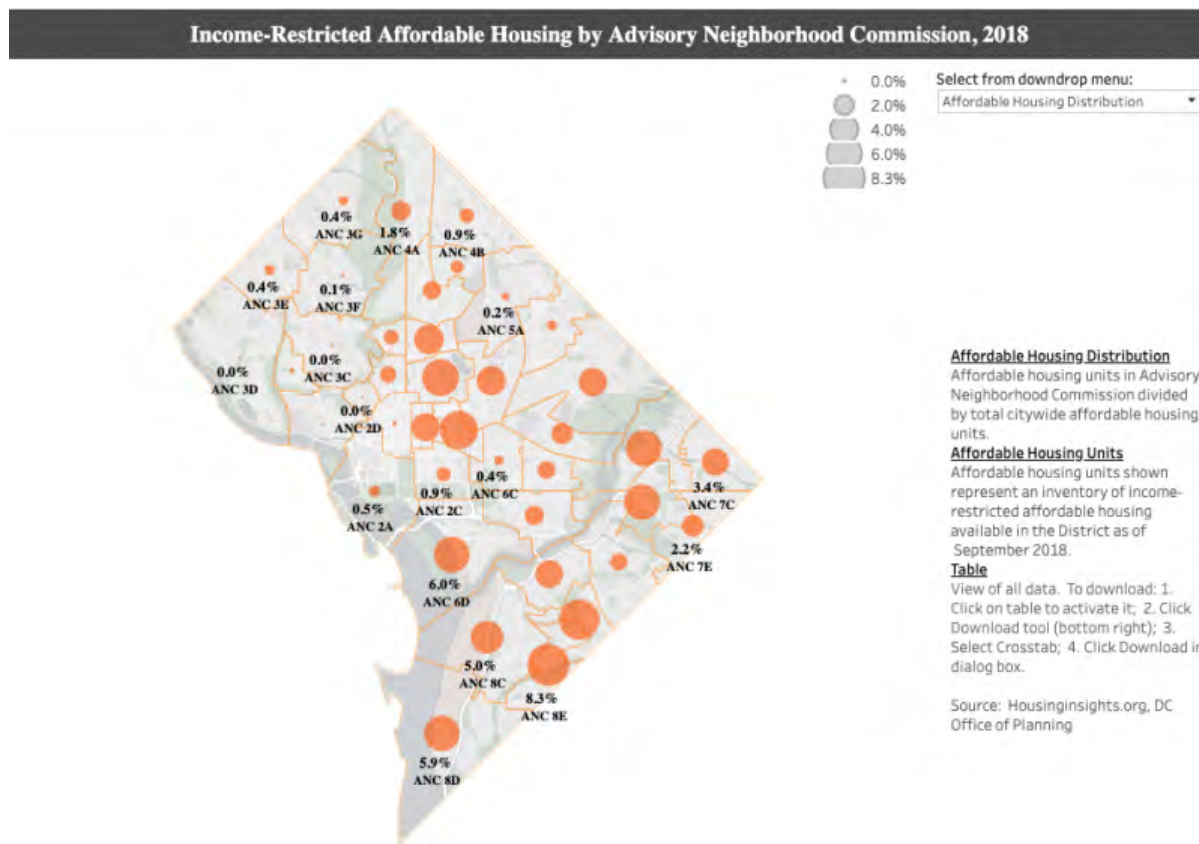 Income-Restricted Affordable Housing by Advisory Neighborhood Commission, 2018
0.0%
2.0%
4.0%
6.0%
8.3%
Select from downdrop menu:
Affordable Housing Distribution
0.4%
ANC 3G
1.8%
ANC 4A
0.9%
ANC 4B
0.4%
ANC 3E
0.1%
ANC 3F
0.2%
ANC 5A
0.0%
ANC 3D
0.0%
ANC 3C
0.0%
ANC 2D
0.5%
ANC 2A
0.9%
ANC 2C
0.4%
ANC 6C
3.4%
ANC 7C
2.2%
ANC 7E
6.0%
ANC 6D
5.0%
ANC 8C
8.3%
ANC 8E
5.9%
ANC 8D
Affordable Housing Distribution
Affordable housing units in Advisory
Neighborhood Commission divided
by total citywide affordable housing
units.
Affordable Housing Units
Affordable housing units shown
represent an inventory of income-
restricted affordable housing
available in the District as of
September 2018.
Table
View of all data. To download: 1.
Click on table to activate it; 2. Click
Download tool (bottom right); 3.
Select Crosstab; 4. Click Download in
dialog box.
Source: Housinginsights.org, DC
Office of Planning